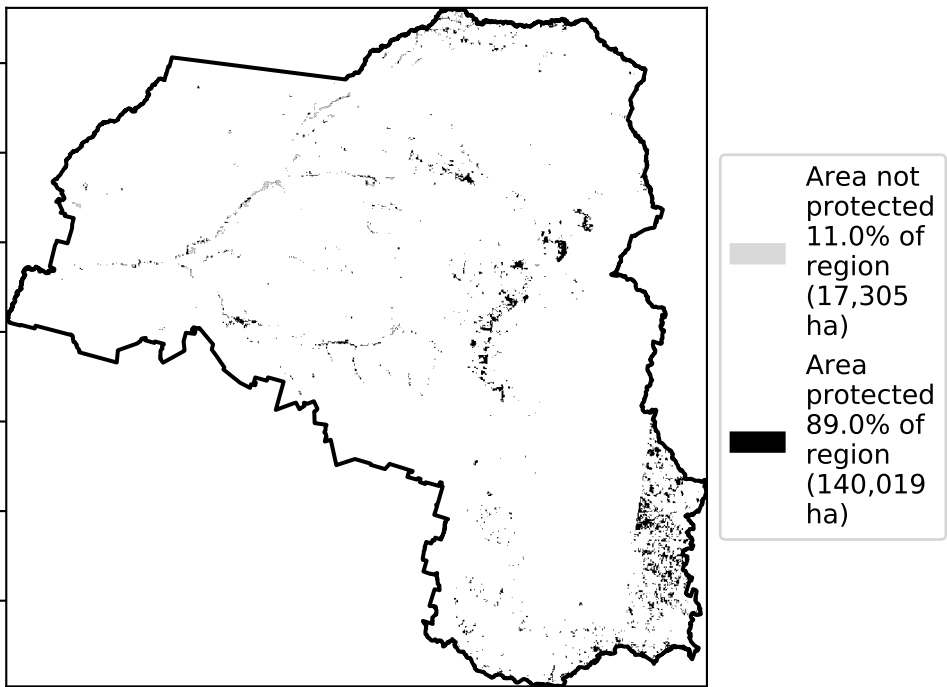 Area not
protected
11.0% of
region
(17,305
ha)
Area
protected
89.0% of
region
(140,019
ha)